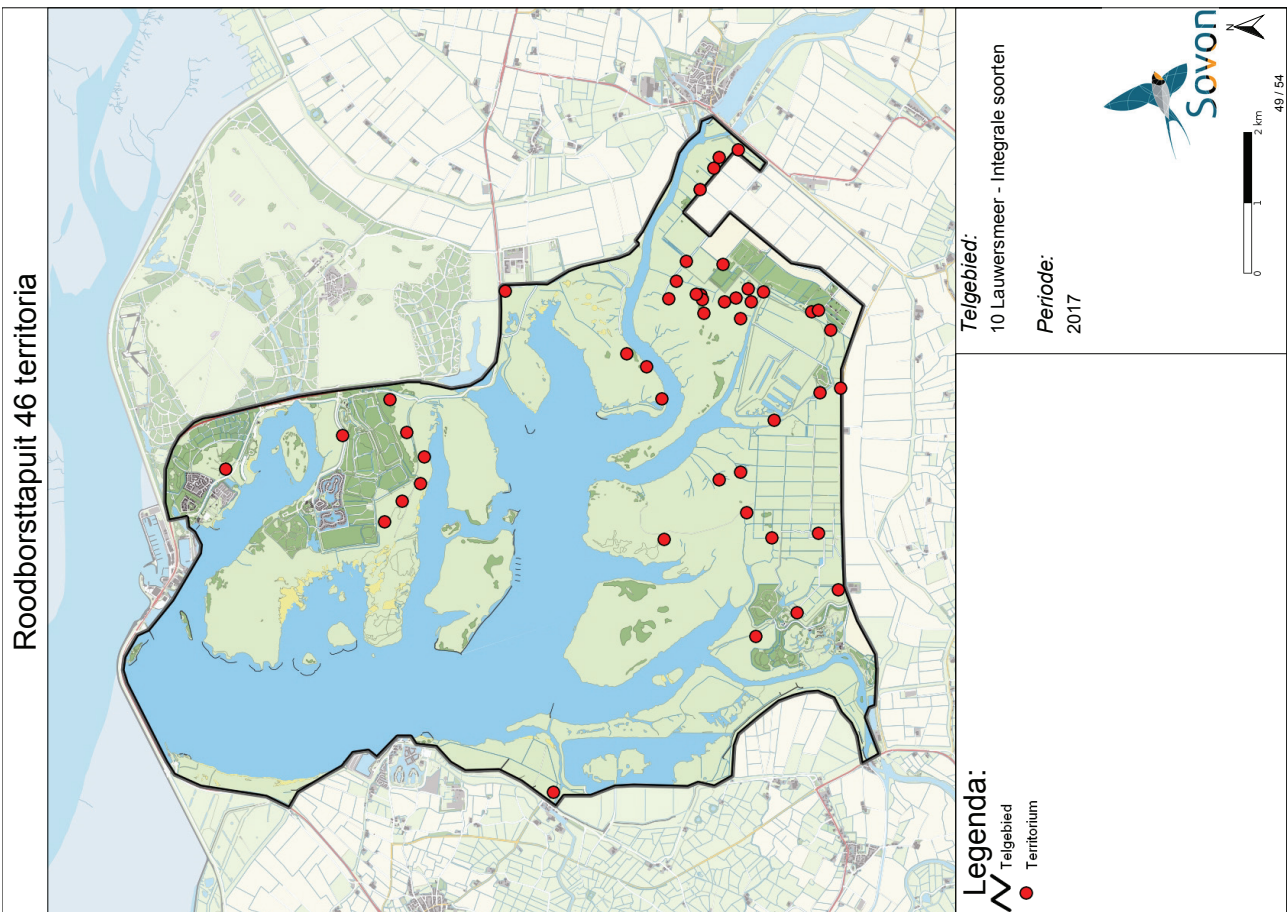 Roodborsttapuit 46 territoria
Telgebied:
10 Lauwersmeer - Integrale soorten
Periode:
2017
Legenda:
Telgebied
Territorium
N
Sovon
0 1 2 km
49 / 54